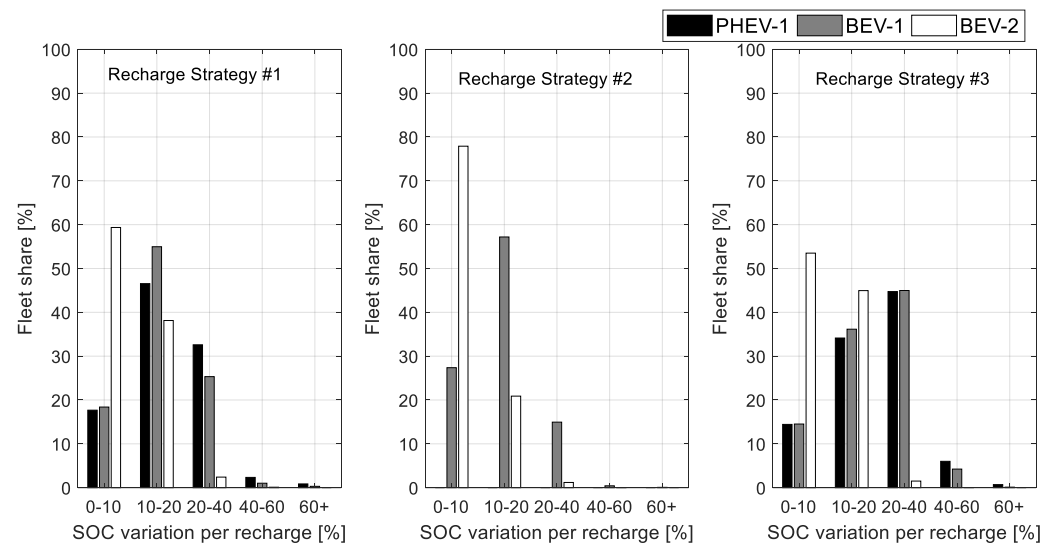 PHEV-1 BEV-1 BEV-2
Recharge Strategy #1
100
90
80
70
60
50
40
30
20
10
0
Fleet share [%]
0-10 10-20 20-40 40-60 60+
SOC variation per recharge [%]
Recharge Strategy #2
100
90
80
70
60
50
40
30
20
10
0
Fleet share [%]
0-10 10-20 20-40 40-60 60+
SOC variation per recharge [%]
Recharge Strategy #3
100
90
80
70
60
50
40
30
20
10
0
Fleet share [%]
0-10 10-20 20-40 40-60 60+
SOC variation per recharge [%]